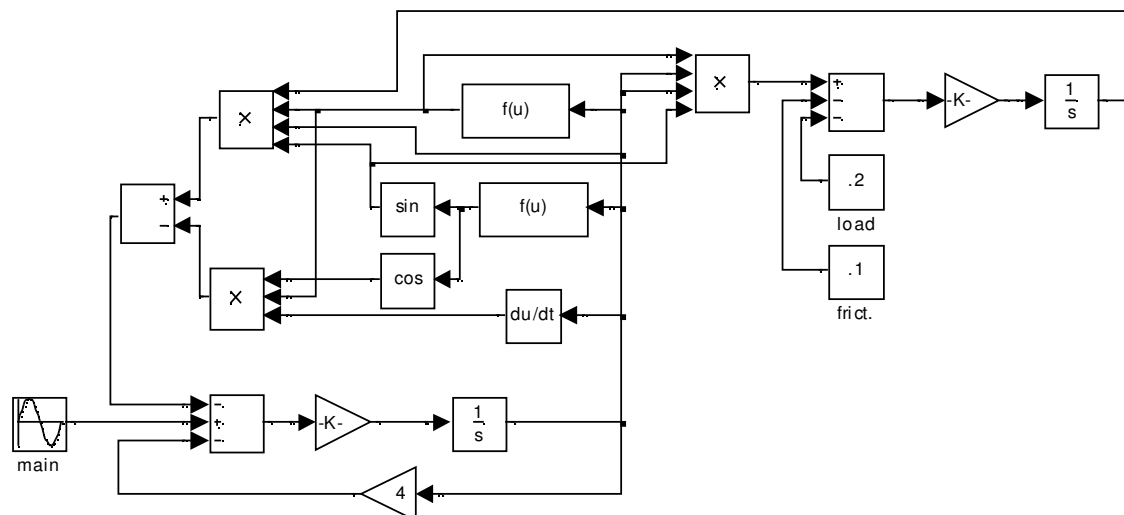 f(u)
×
×
+
−
−
-K-
1
s
.2
load
sin
f(u)
+
−
cos
.1
frict.
×
du/dt
main
−
+
−
-K-
1
s
4